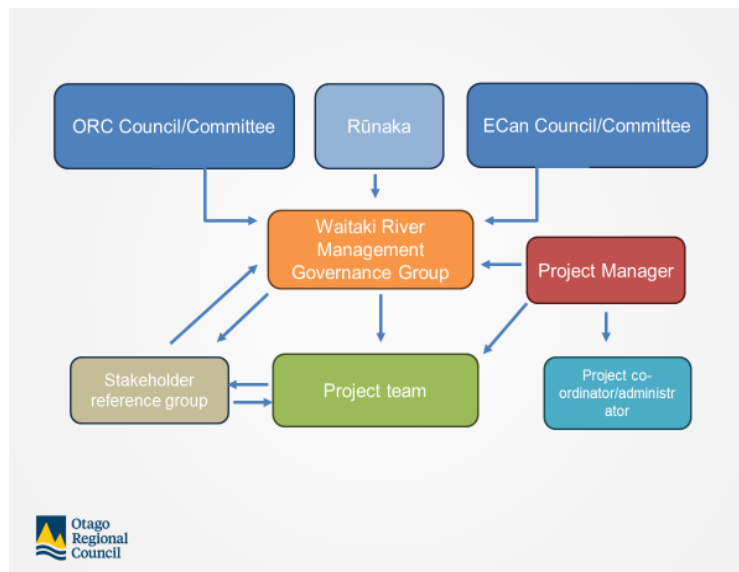 ORC Council/Committee
Rūnaka
ECan Council/Committee
Waitaki River
Management
Governance Group
Project Manager
Stakeholder
reference group
Project team
Project co-
ordinator/administr
ator
Otago
Regional
Council